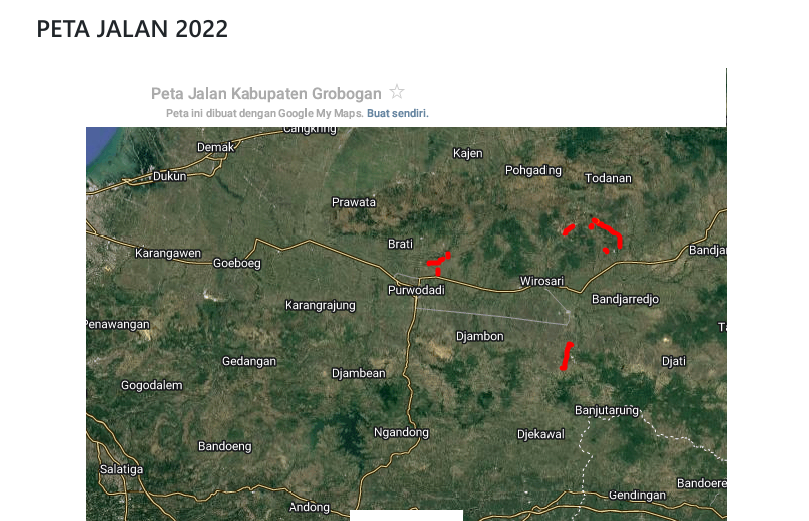 PETA JALAN 2022
Peta Jalan Kabupaten Grobogan
Peta ini dibuat dengan Google My Maps. Buat sendiri.
Cangkring
Demak
Kajen
Pohgading
Dukun
Todanan
Prawata
Brati
Karangawen
Goeboeg
Bandjar
Wirosari
Purwodadi
Bandjarredjo
Karangrajung
Penawangan
Djambon
Gedangan
Djati
Djambean
Gogodalem
Banjutarung
Ngandong
Djekawal
Bandoeng
Salatiga
Bandoere
Gendingan
Andong